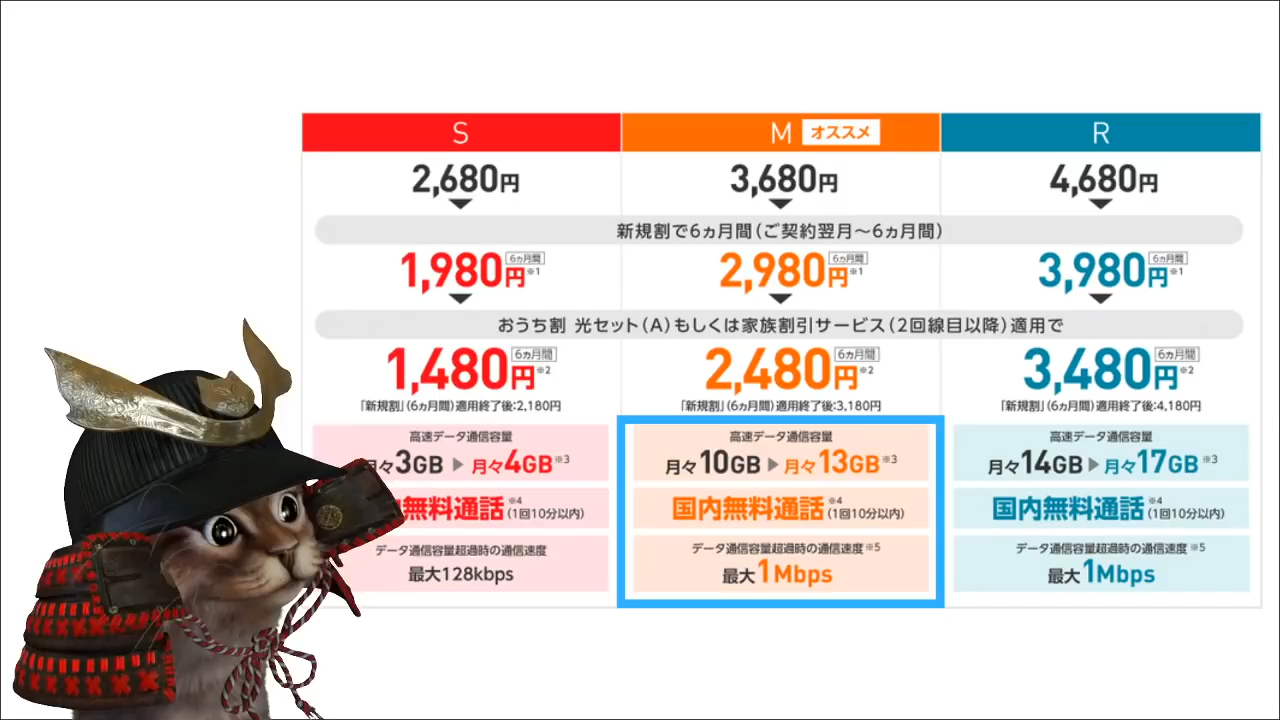 S
M オススメ
R
2,680円
3,680円
4,680円
新規割で6ヵ月間(ご契約翌月～6ヵ月間)
1,980円 6ヵ月間 ※1
2,980円 6ヵ月間 ※1
3,980円 6ヵ月間 ※1
おうち割 光セット(A)もしくは家族割引サービス(2回線目以降)適用で
1,480円 6ヵ月間 ※2
2,480円 6ヵ月間 ※2
3,480円 6ヵ月間 ※2
「新規割」(6ヵ月間)適用終了後:2,180円
「新規割」(6ヵ月間)適用終了後:3,180円
「新規割」(6ヵ月間)適用終了後:4,180円
高速データ通信容量
高速データ通信容量
高速データ通信容量
月々3GB ▶ 月々4GB ※3
月々10GB ▶ 月々13GB ※3
月々14GB ▶ 月々17GB ※3
無料通話 ※4 (1回10分以内)
国内無料通話 ※4 (1回10分以内)
国内無料通話 ※4 (1回10分以内)
データ通信容量超過時の通信速度
データ通信容量超過時の通信速度 ※5
データ通信容量超過時の通信速度 ※5
最大128kbps
最大1Mbps
最大1Mbps